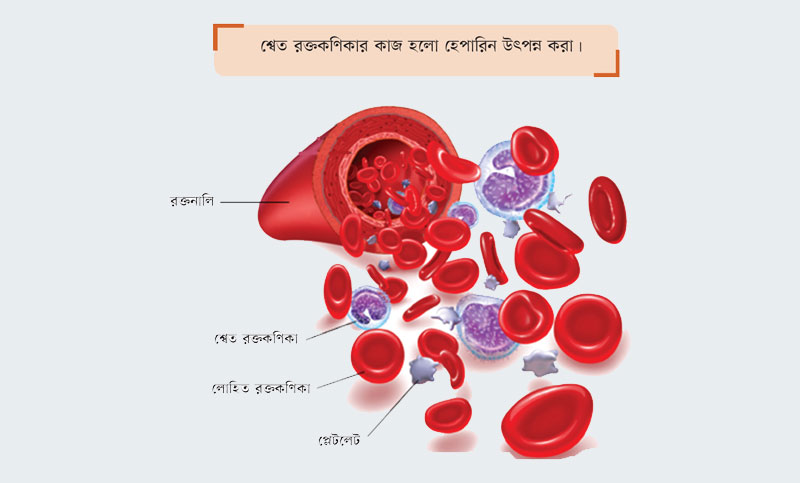 শ্বেত রক্তকণিকার কাজ হলো হেপারিন উৎপন্ন করা।
রক্তনালি
শ্বেত রক্তকণিকা
লোহিত রক্তকণিকা
প্লেটলেট